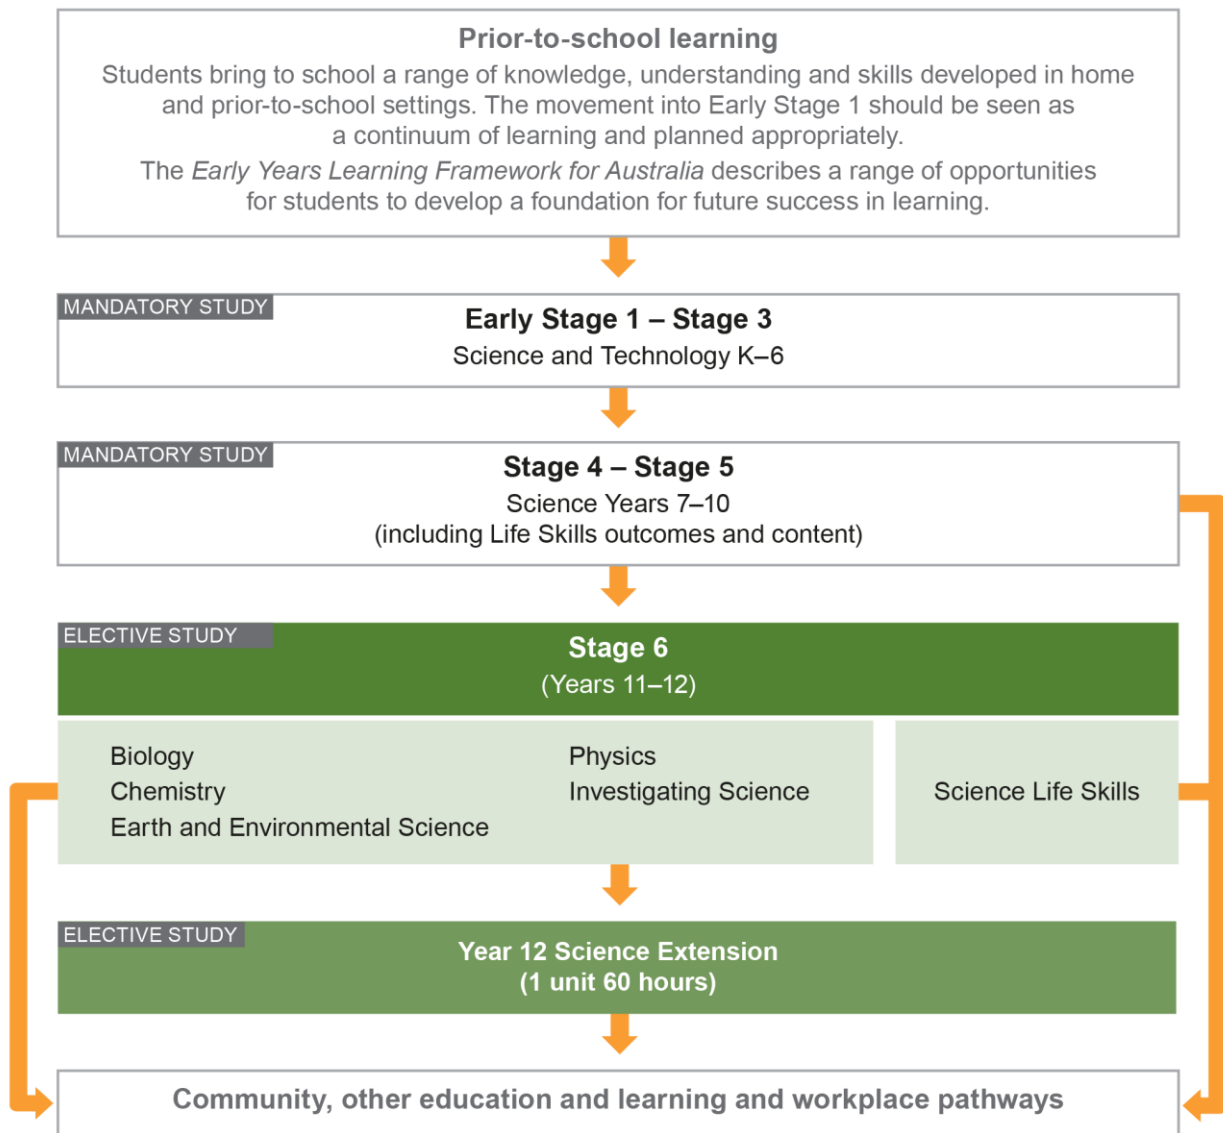 Prior-to-school learning
Students bring to school a range of knowledge, understanding and skills developed in home
and prior-to-school settings. The movement into Early Stage 1 should be seen as
a continuum of learning and planned appropriately.
The Early Years Learning Framework for Australia describes a range of opportunities
for students to develop a foundation for future success in learning.
MANDATORY STUDY
Early Stage 1 – Stage 3
Science and Technology K–6
MANDATORY STUDY
Stage 4 – Stage 5
Science Years 7–10
(including Life Skills outcomes and content)
ELECTIVE STUDY
Stage 6
(Years 11–12)
Biology
Chemistry
Earth and Environmental Science
Physics
Investigating Science
Science Life Skills
ELECTIVE STUDY
Year 12 Science Extension
(1 unit 60 hours)
Community, other education and learning and workplace pathways